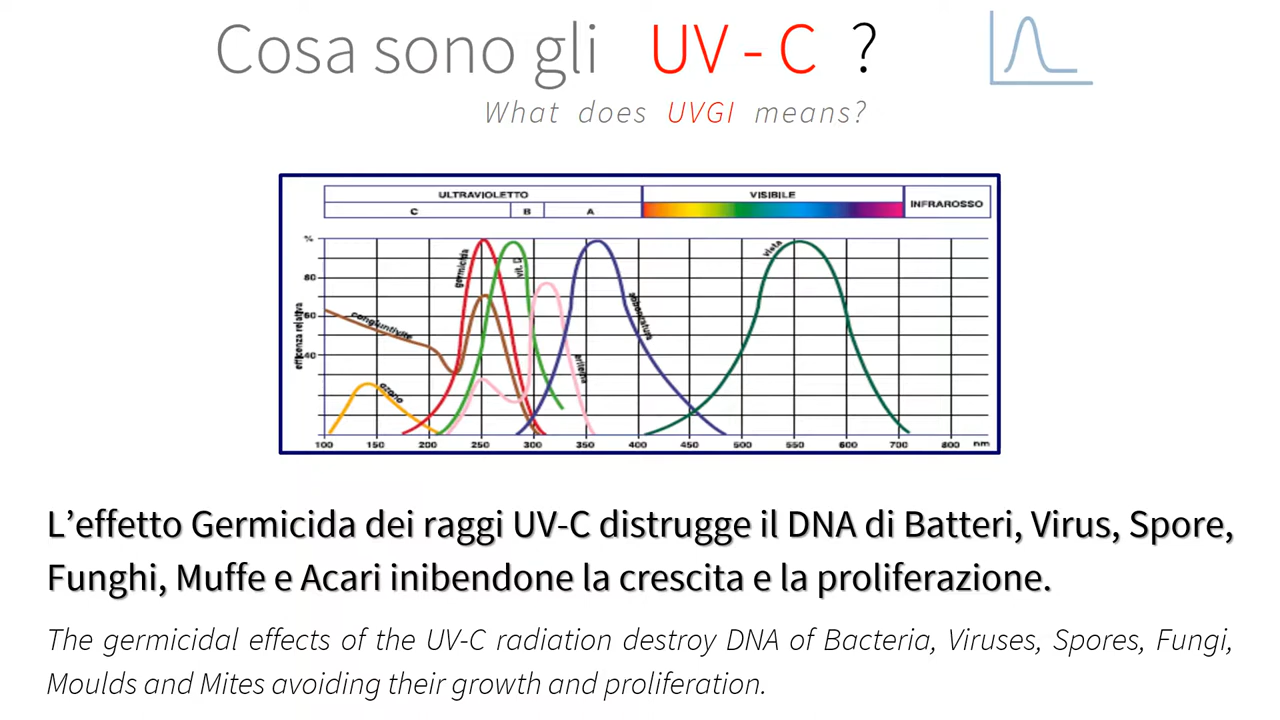 Cosa sono gli UV - C ?
What does UVGI means?
ULTRAVIOLETTO VISIBILE INFRAROSSO
C B A
%
80
60
40
efficenza relativa
congiuntivite
ozono
germicida
vit. D
eritema
abbronzatura
vista
100 150 200 250 300 350 400 450 500 550 600 700 800 nm
L’effetto Germicida dei raggi UV-C distrugge il DNA di Batteri, Virus, Spore,
Funghi, Muffe e Acari inibendone la crescita e la proliferazione.
The germicidal effects of the UV-C radiation destroy DNA of Bacteria, Viruses, Spores, Fungi,
Moulds and Mites avoiding their growth and proliferation.